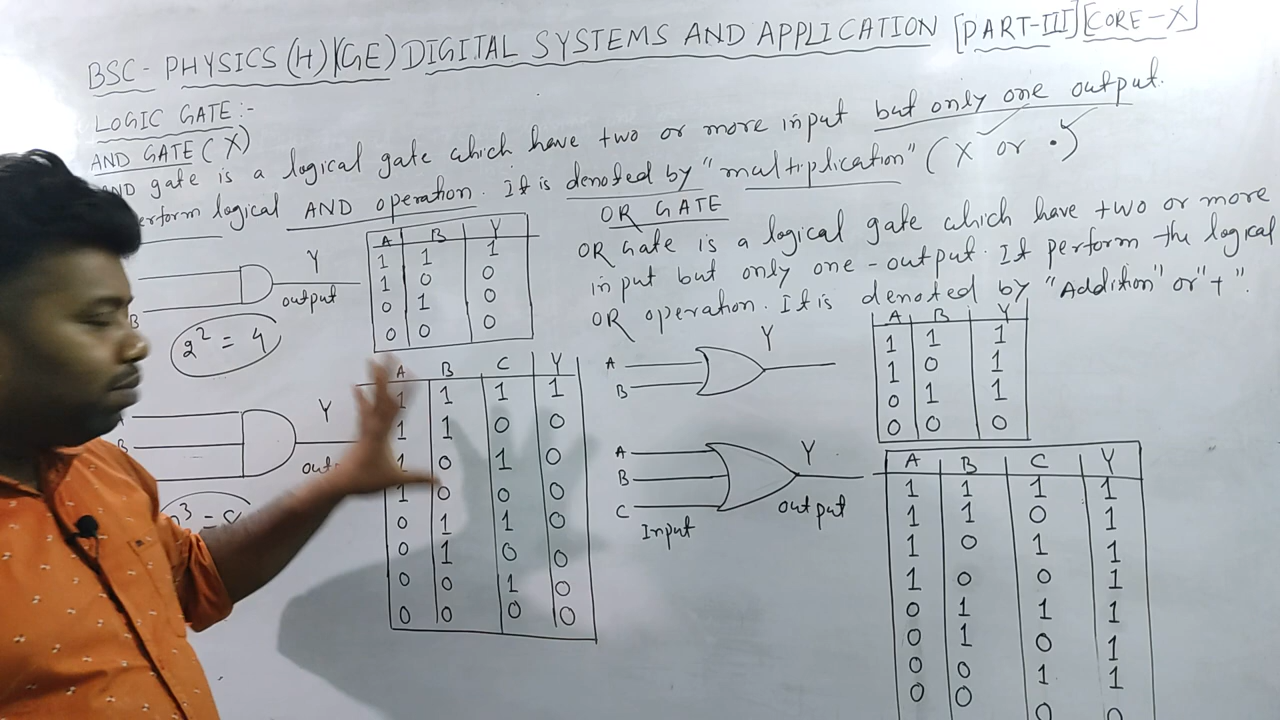 BSC - PHYSICS (H)(GE) DIGITAL SYSTEMS AND APPLICATION [PART-III][CORE-X]
LOGIC GATE:-
AND GATE (X)
AND gate is a logical gate which have two or more input but only one output.
perform logical AND operation. It is denoted by "multiplication" (X or •)
A B Y
1 1 1
1 0 0
0 1 0
0 0 0
Y
output
B
2² = 4
A B C Y
1 1 1 1
1 1 0 0
1 0 1 0
1 0 0 0
0 1 1 0
0 1 0 0
0 0 1 0
0 0 0 0
Y
B
OR GATE
OR Gate is a logical gate which have two or more
input but only one-output. It perform the logical
OR operation. It is denoted by "Addition" or "+".
A
B
Y
A B Y
1 1 1
1 0 1
0 1 1
0 0 0
A
B
C
Input
Y
output
A B C Y
1 1 1 1
1 1 0 1
1 0 1 1
1 0 0 1
0 1 1 1
0 1 0 1
0 0 1 1
0 0 0 0